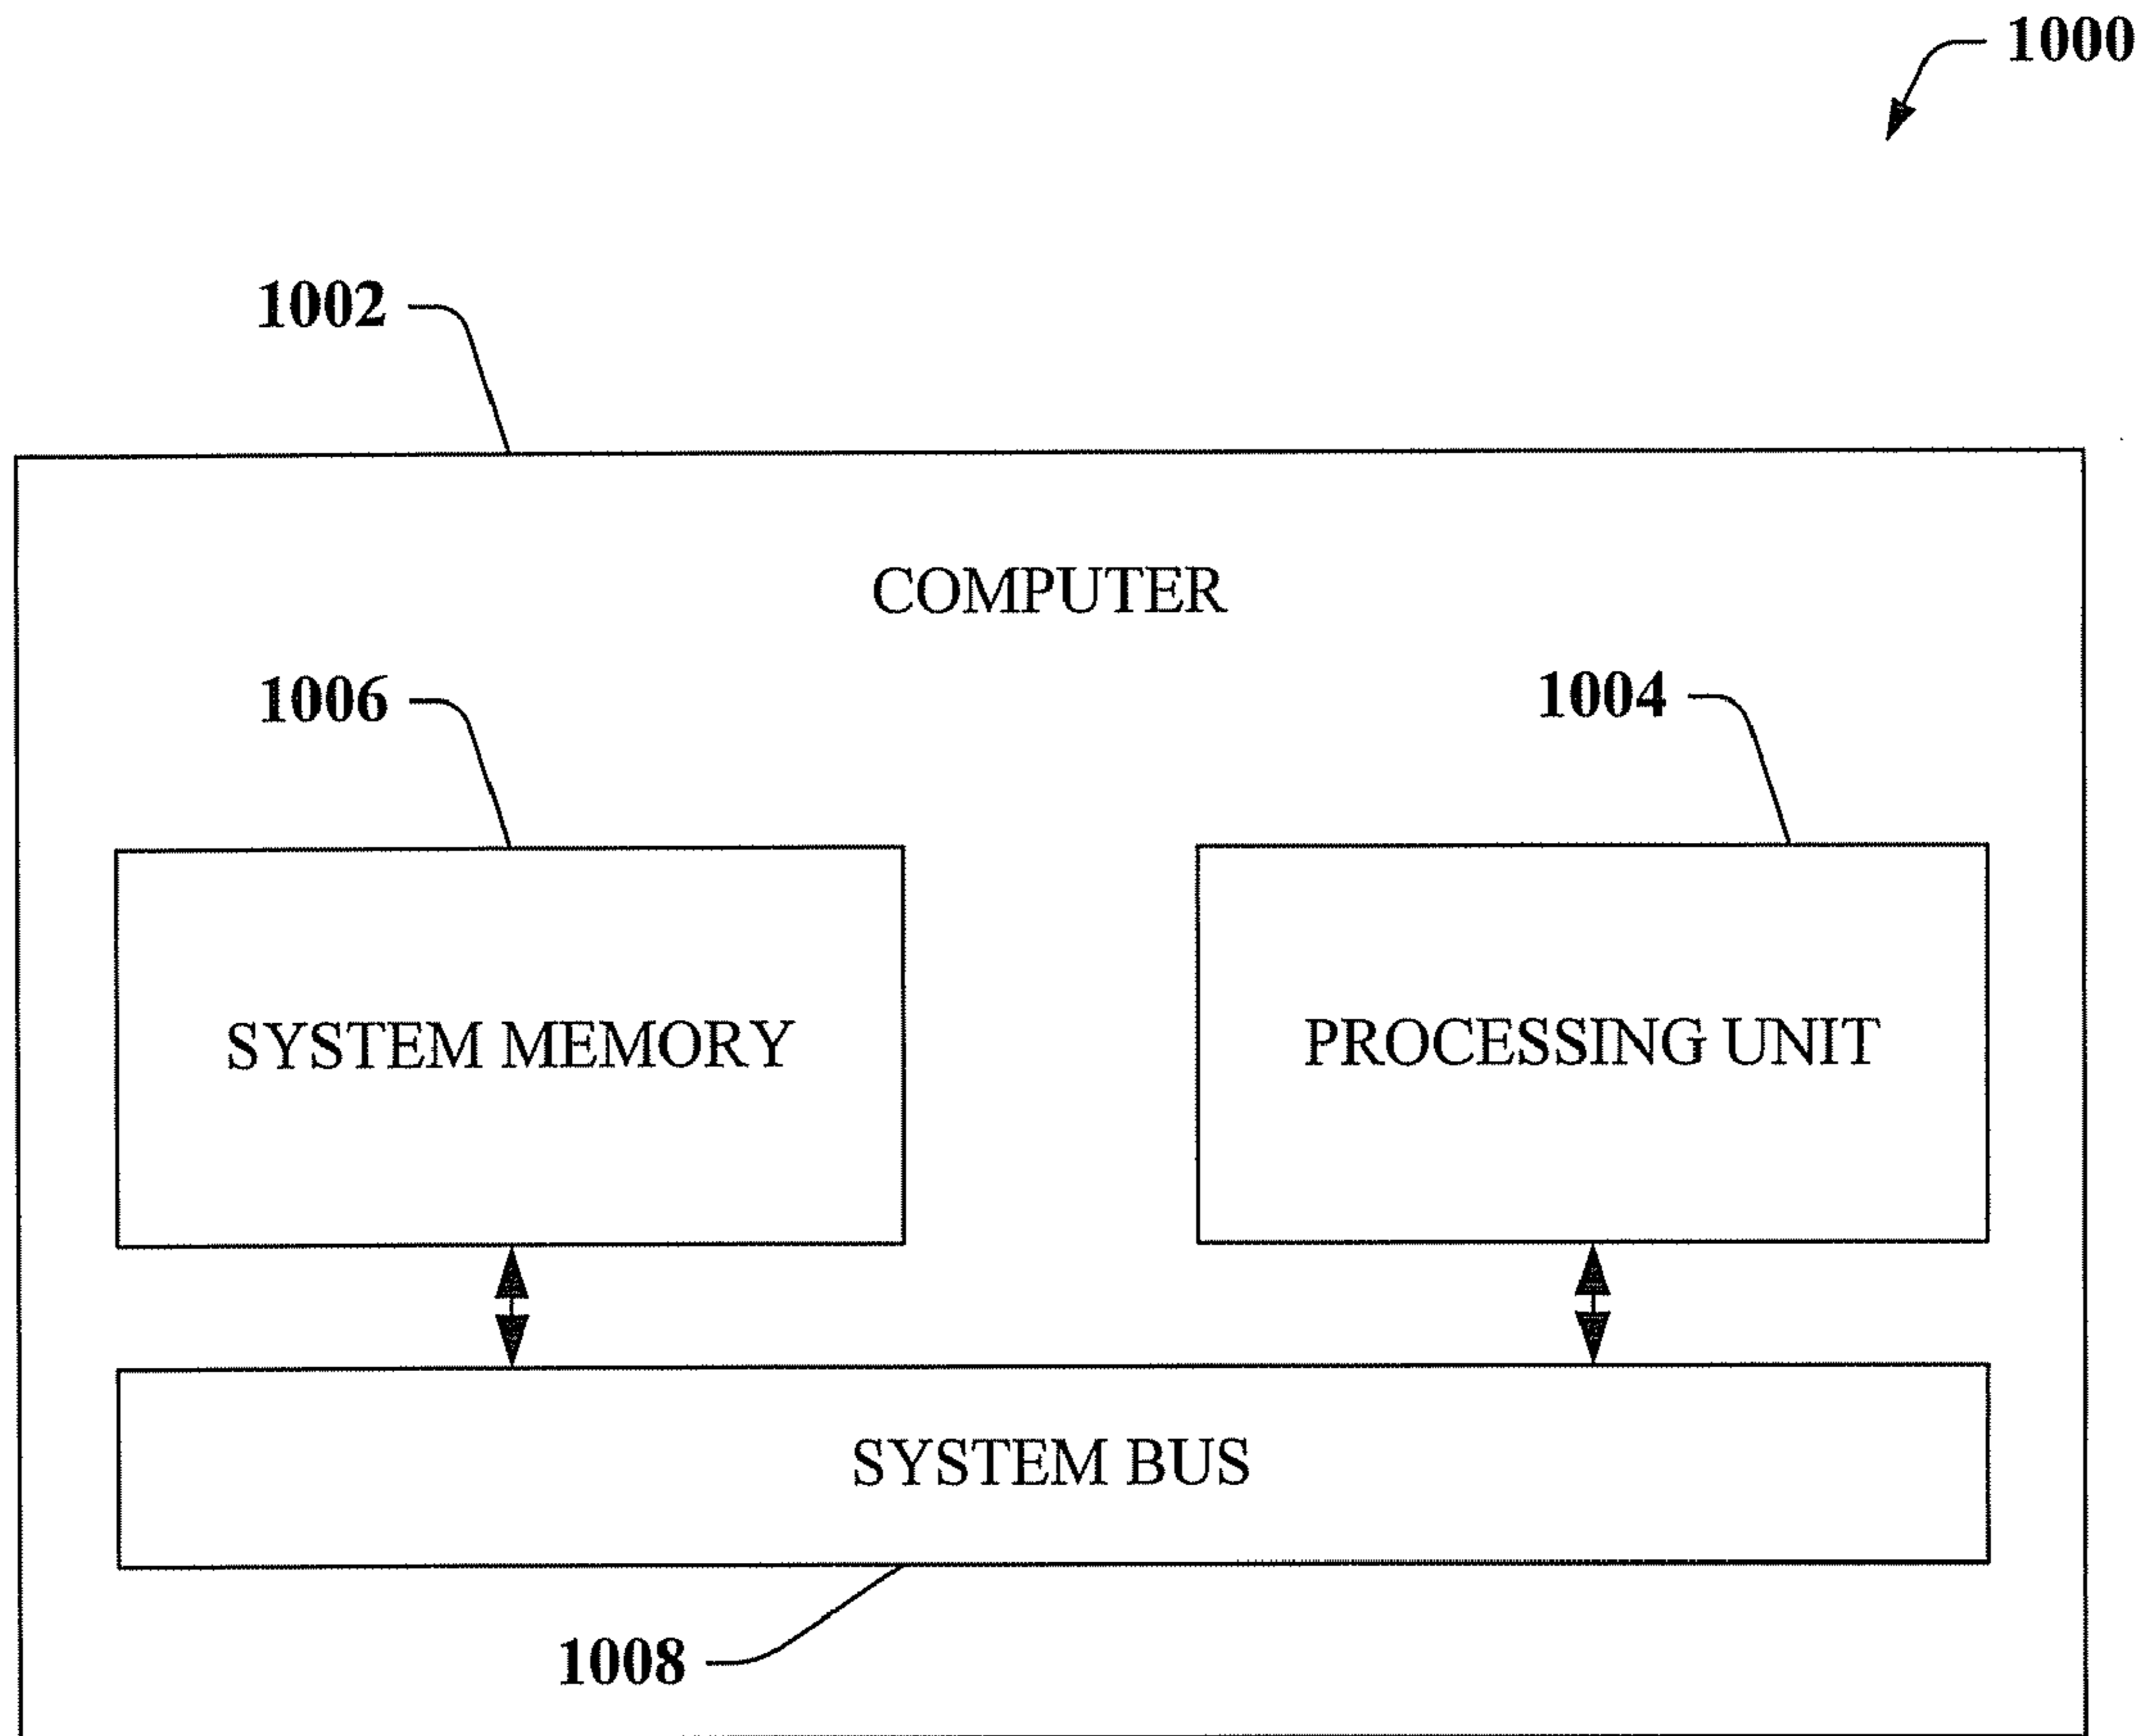 1000
1002
COMPUTER
1006
1004
SYSTEM MEMORY
PROCESSING UNIT
SYSTEM BUS
1008